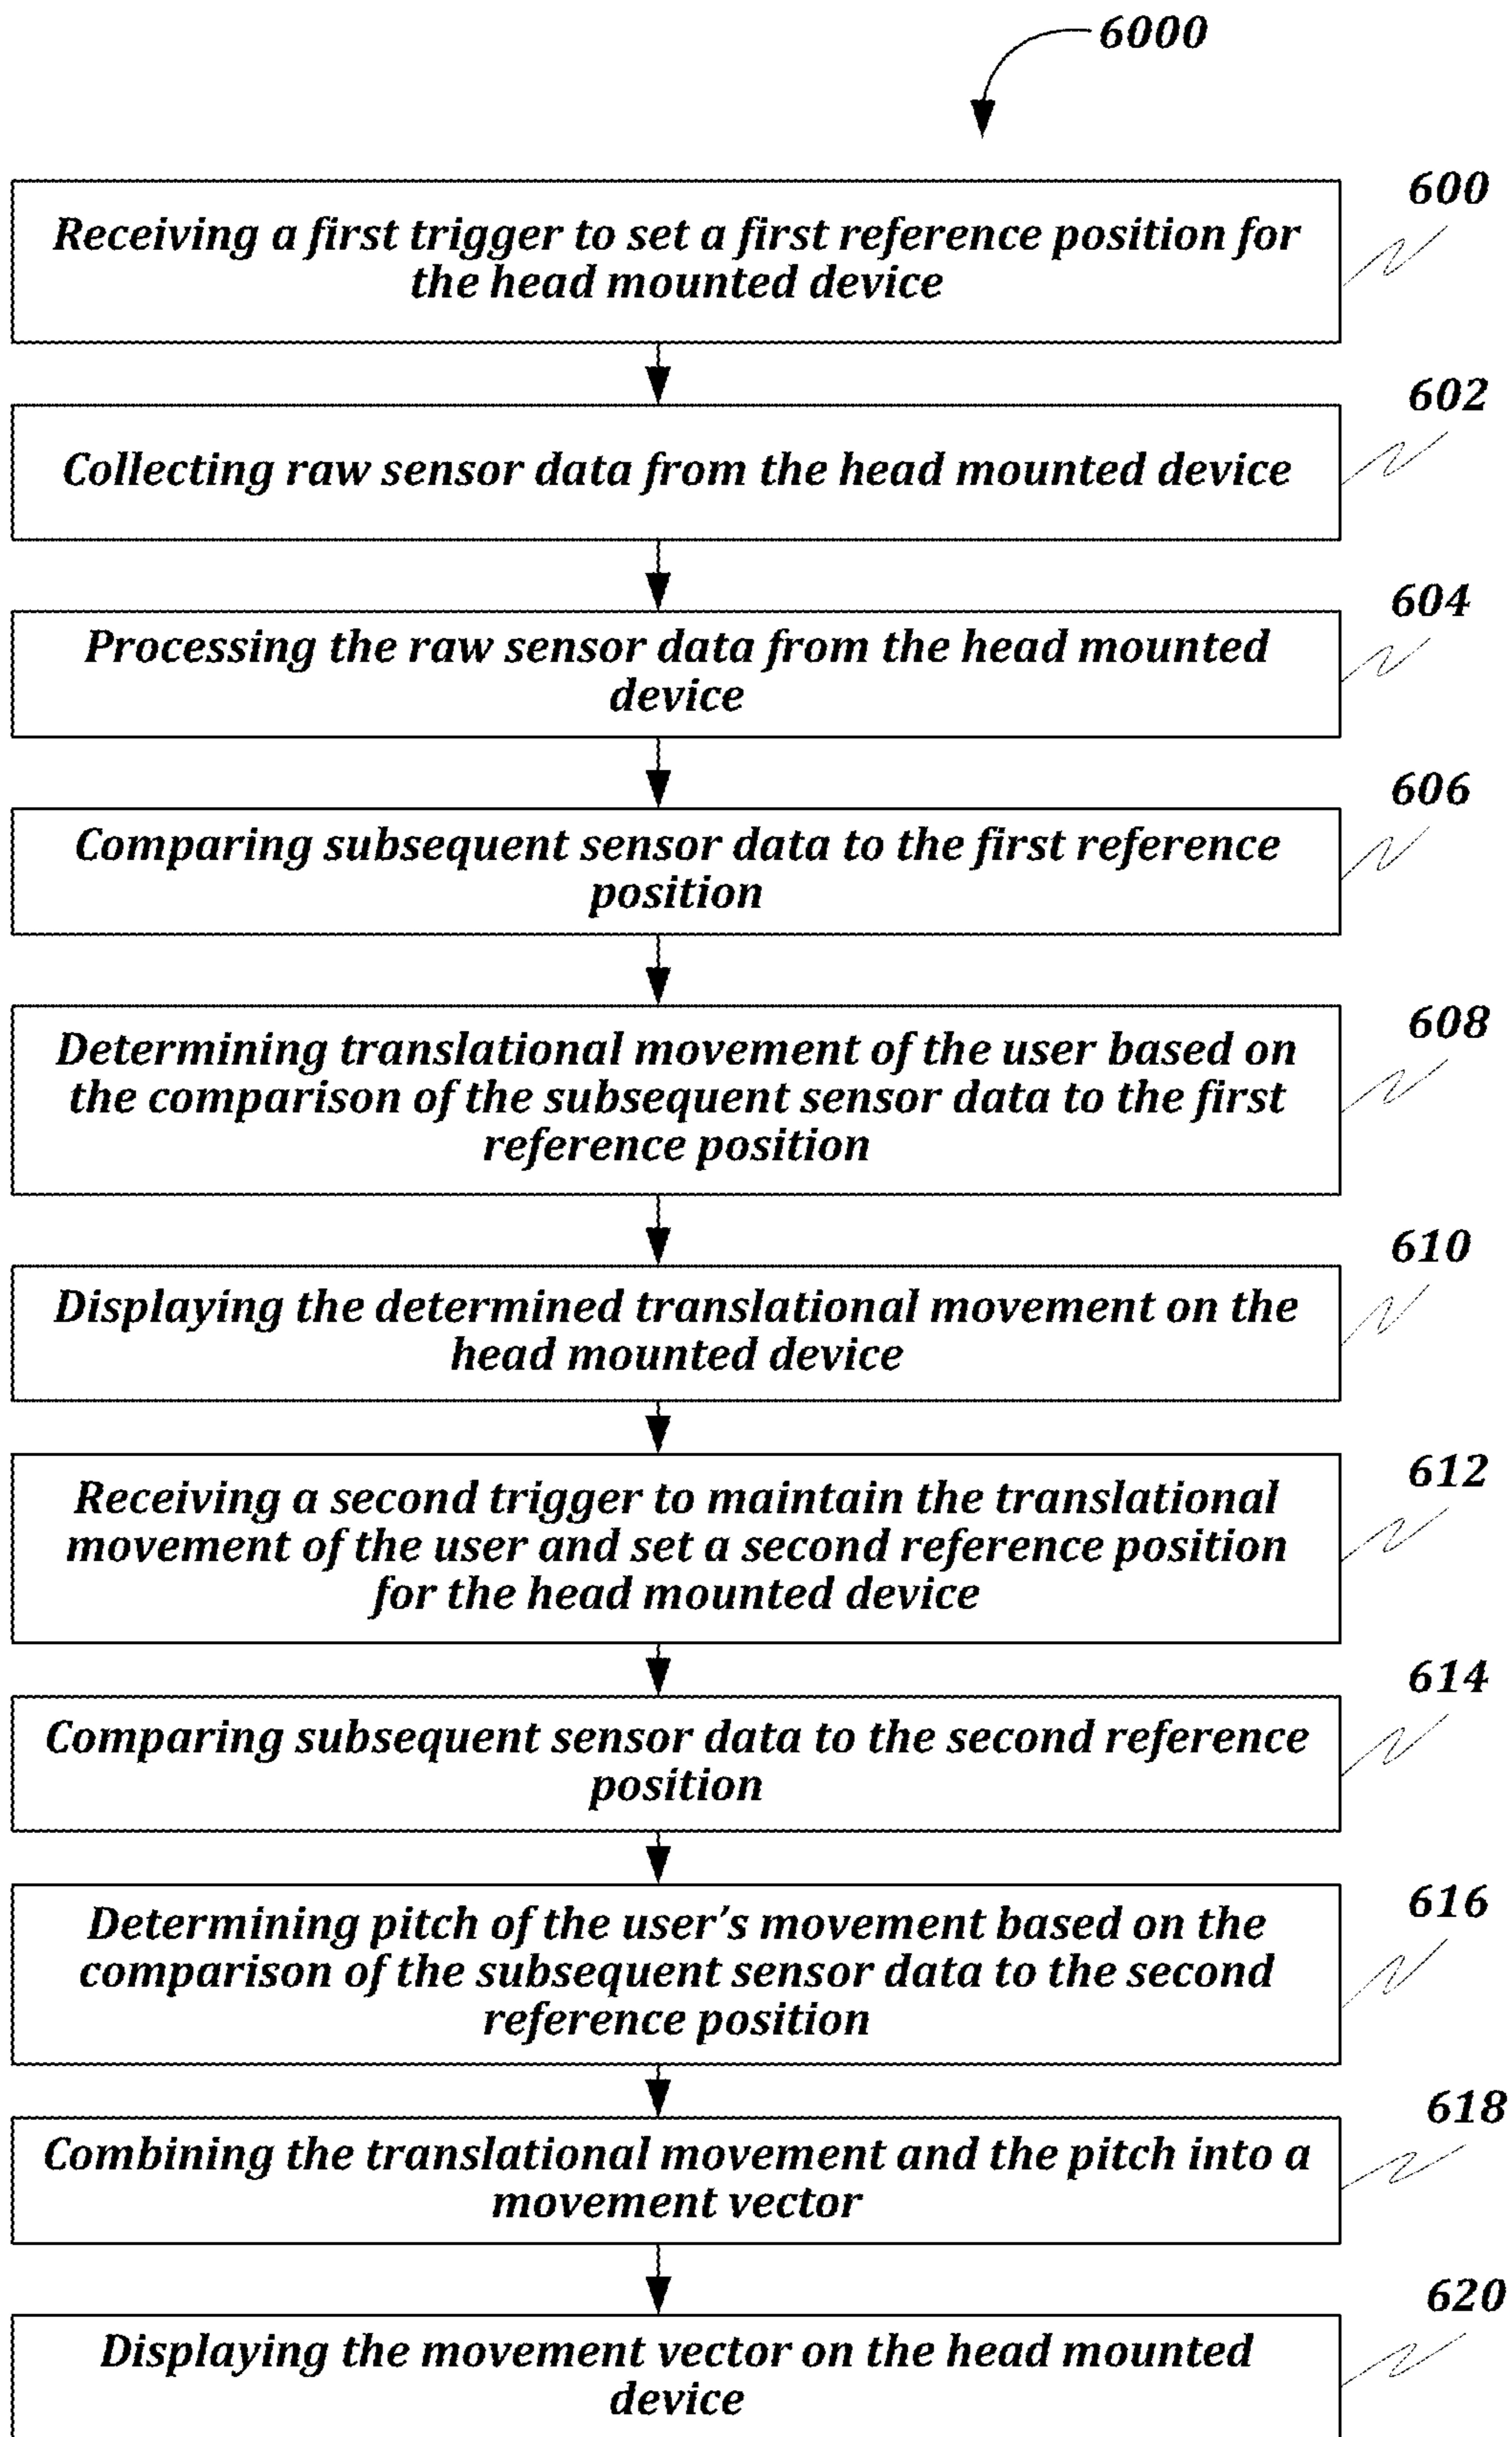 6000
600
Receiving a first trigger to set a first reference position for
the head mounted device
602
Collecting raw sensor data from the head mounted device
604
Processing the raw sensor data from the head mounted
device
606
Comparing subsequent sensor data to the first reference
position
608
Determining translational movement of the user based on
the comparison of the subsequent sensor data to the first
reference position
610
Displaying the determined translational movement on the
head mounted device
612
Receiving a second trigger to maintain the translational
movement of the user and set a second reference position
for the head mounted device
614
Comparing subsequent sensor data to the second reference
position
616
Determining pitch of the user’s movement based on the
comparison of the subsequent sensor data to the second
reference position
618
Combining the translational movement and the pitch into a
movement vector
620
Displaying the movement vector on the head mounted
device